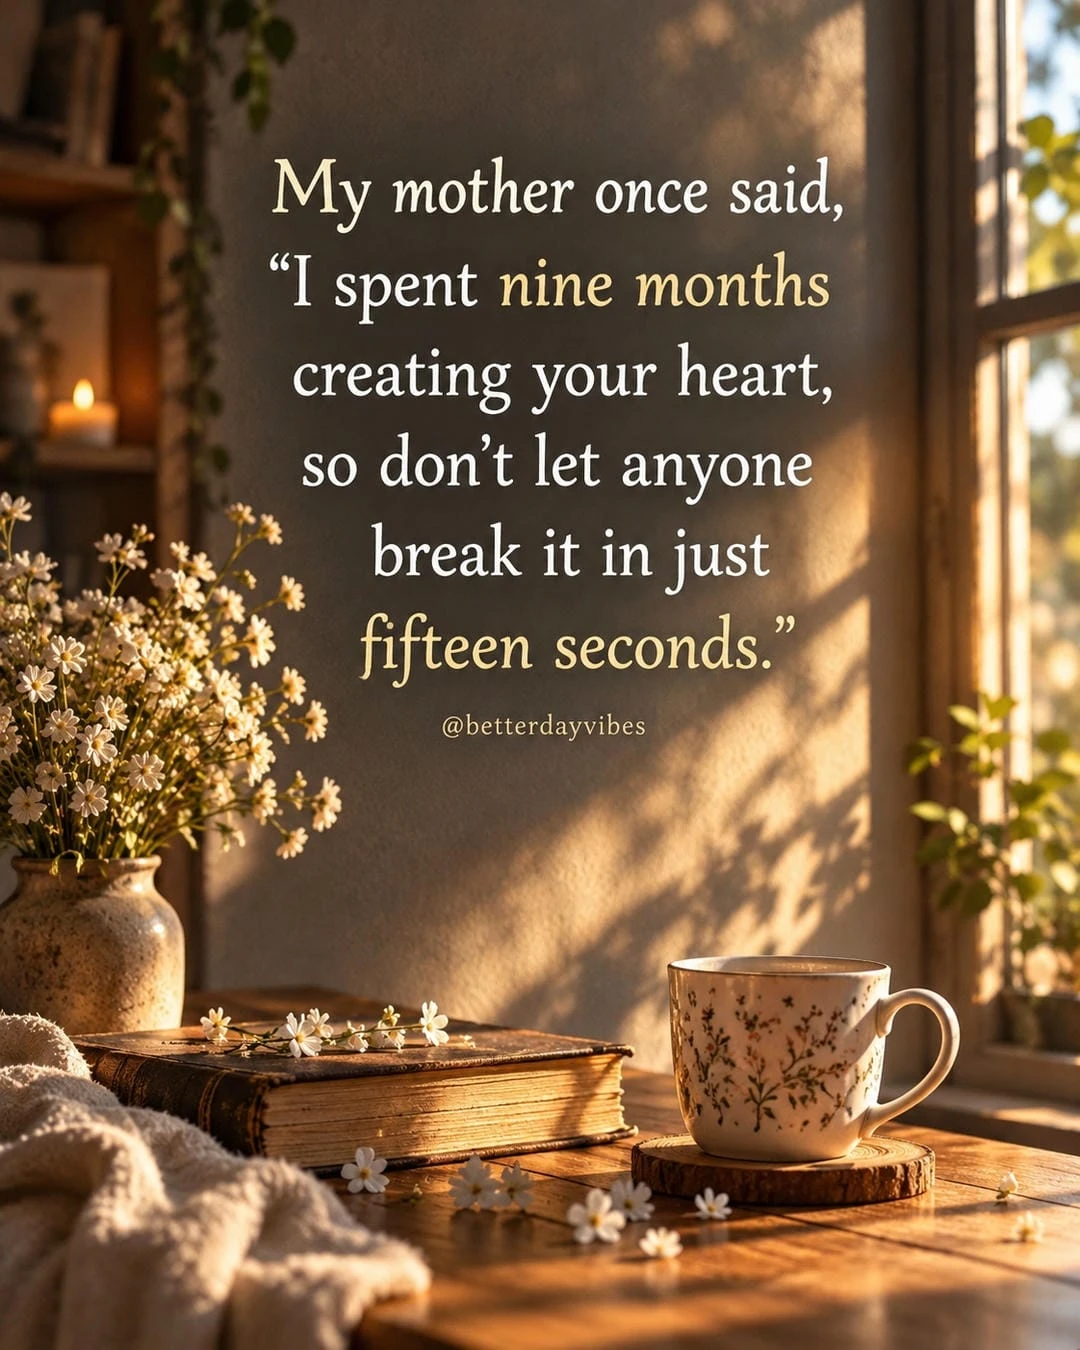 My mother once said,
“I spent nine months
creating your heart,
so don’t let anyone
break it in just
fifteen seconds.”
@betterdayvibes